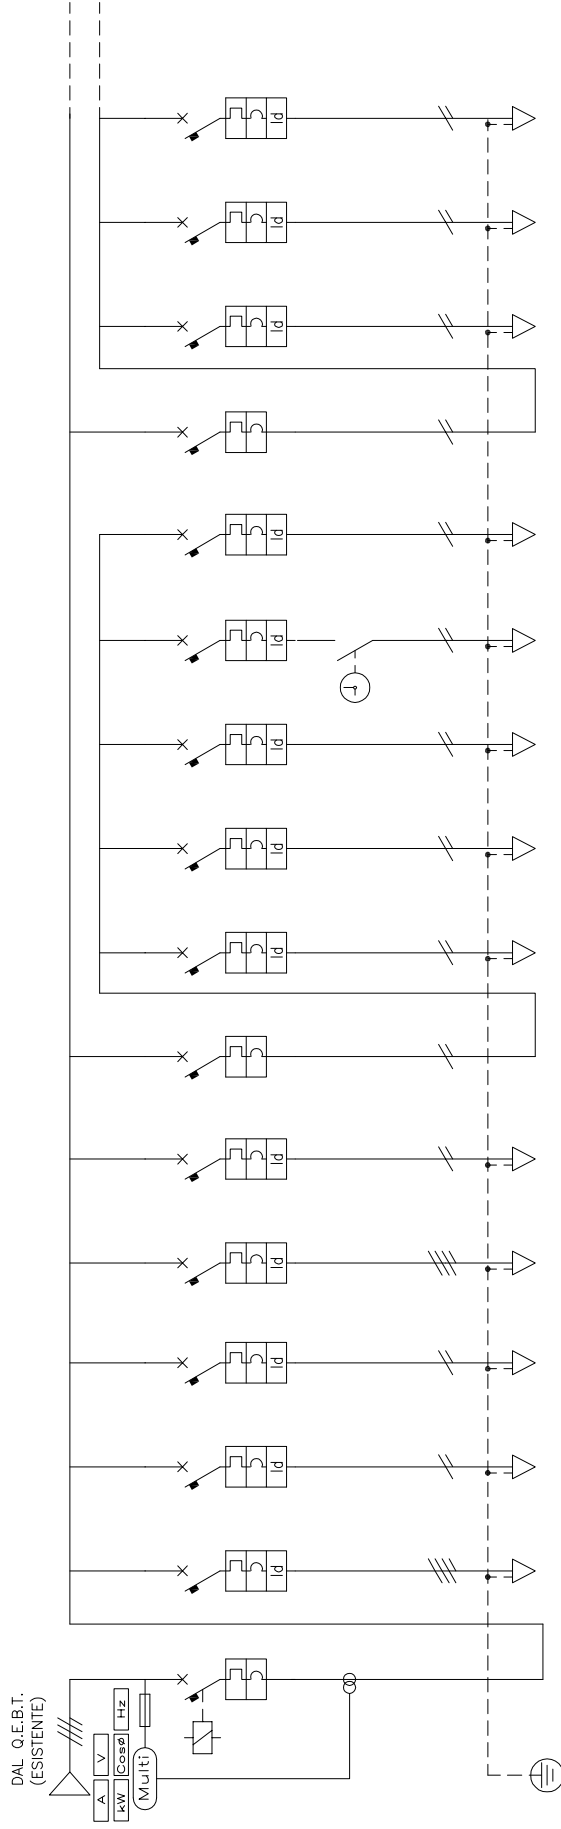 Id
Id
Id
Id
Id
Id
Id
Id
Id
Id
Id
Id
Id
DAL Q.E.B.T.
(ESISTENTE)
A
V
kW
Cosø
Hz
Multi